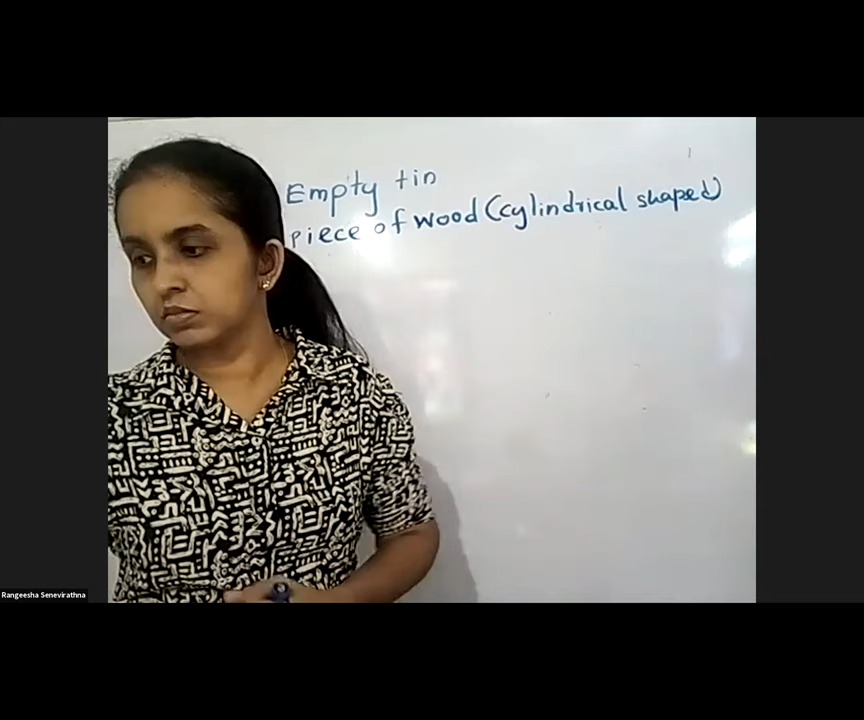 Empty tin
piece of wood (cylindrical shaped)
Rangeesha Senevirathna